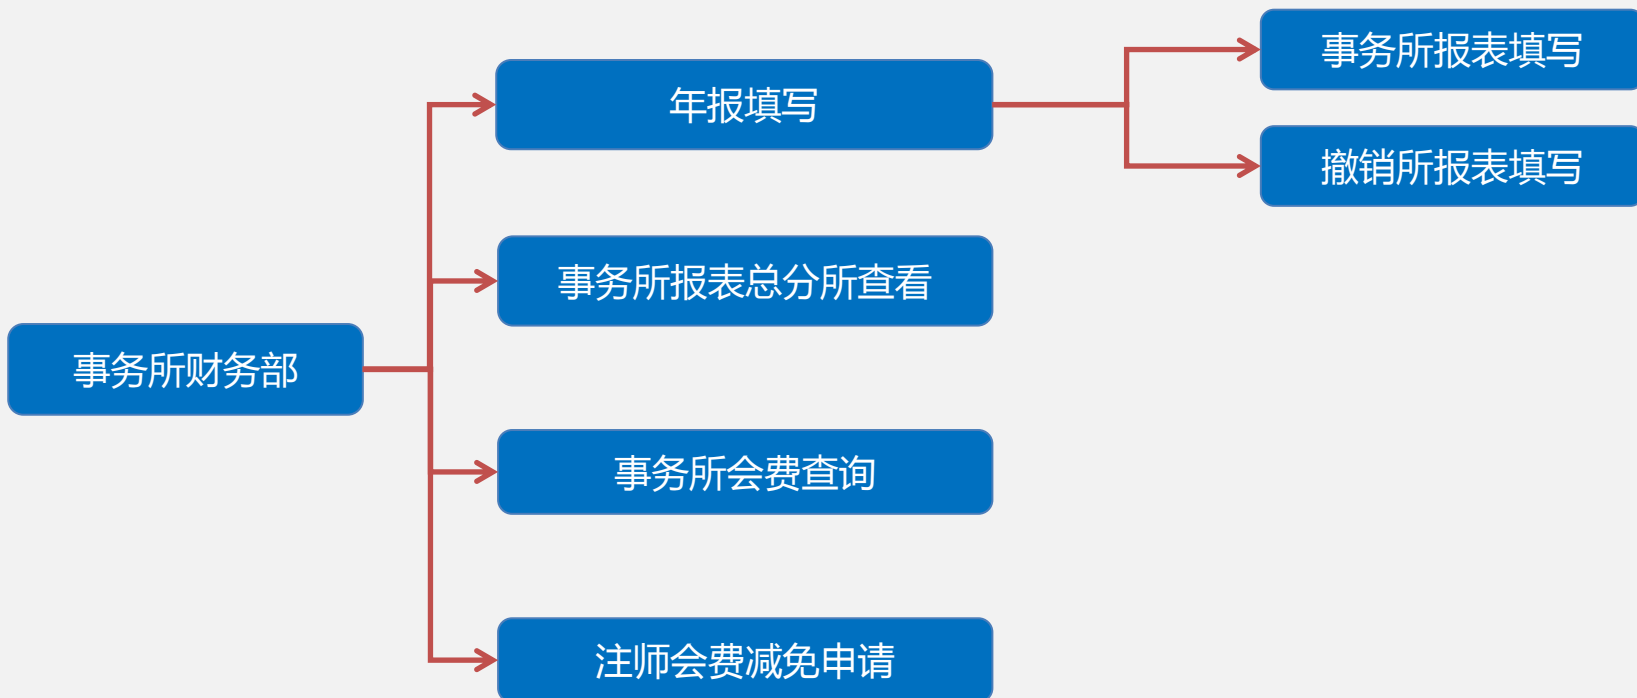 事务所报表填写
年报填写
撤销所报表填写
事务所报表总分所查看
事务所财务部
事务所会费查询
注师会费减免申请